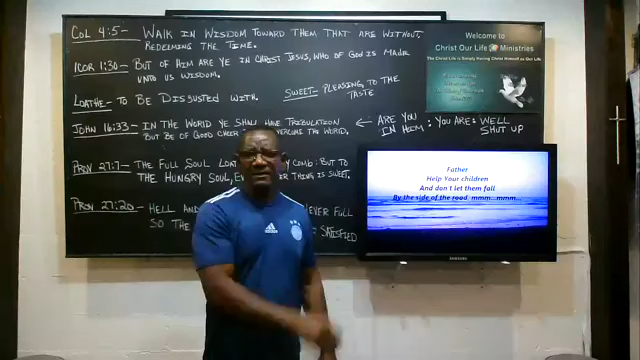 Col 4:5- Walk in Wisdom Toward Them That Are Without,
Redeeming the Time.
1Cor 1:30- But of Him Are Ye in Christ Jesus, Who of God is Made
Unto Us Wisdom.
Loathe- To Be Disgusted With. Sweet- Pleasing to the
Taste
John 16:33- In the World Ye Shall Have Tribulation
But Be of Good Cheer Overcome the World,
← Are You In Him : You Are : Well Shut Up
Prov 27:7- The Full Soul Comb: But to
The Hungry Soul, Thing is Sweet.
Prov 27:20- Hell and Never Full
So The Satisfied
Welcome to
Christ Our Life Ministries
The Christ Life is Simply Having Christ Himself as Our Life
Father
Help Your children
And don t let them fall
By the side of the road mmm...mmm...
SAMSUNG
adidas